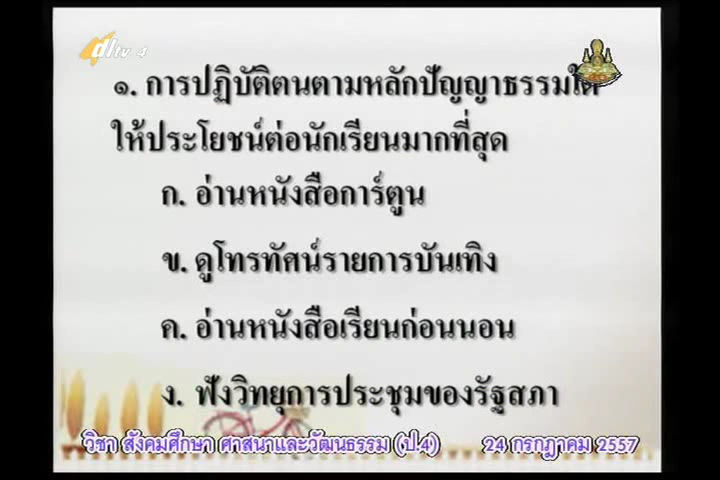 dltv 4
๑. การปฏิบัติตนตามหลักปัญญาธรรมใด
ให้ประโยชน์ต่อนักเรียนมากที่สุด
ก. อ่านหนังสือการ์ตูน
ข. ดูโทรทัศน์รายการบันเทิง
ค. อ่านหนังสือเรียนก่อนนอน
ง. ฟังวิทยุการประชุมของรัฐสภา
วิชา สังคมศึกษา ศาสนาและวัฒนธรรม (ป.4) 24 กรกฎาคม 2557